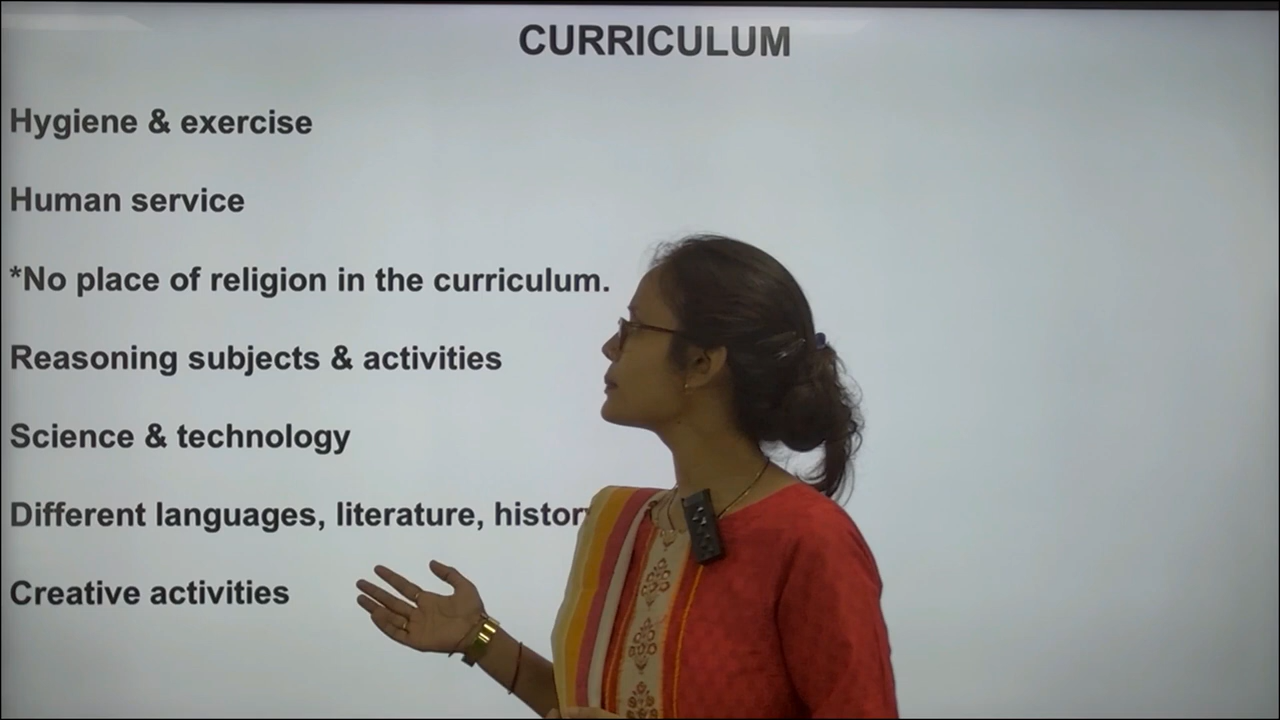 CURRICULUM
Hygiene & exercise
Human service
*No place of religion in the curriculum.
Reasoning subjects & activities
Science & technology
Different languages, literature,
Creative activities